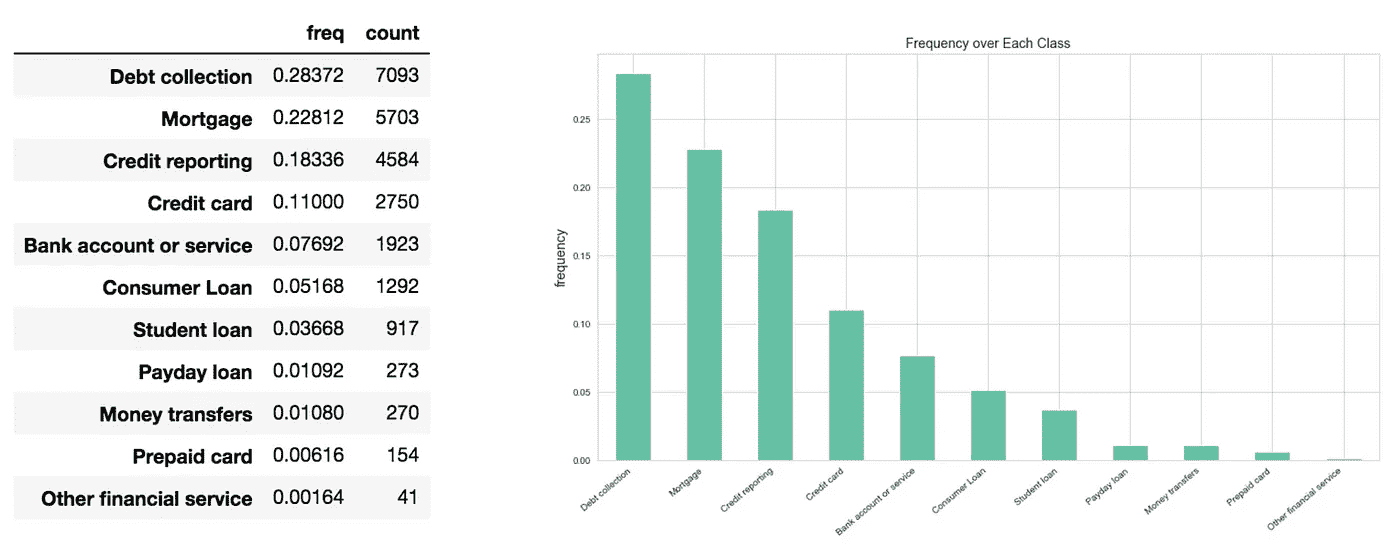 freq count
Debt collection 0.28372 7093
Mortgage 0.22812 5703
Credit reporting 0.18336 4584
Credit card 0.11000 2750
Bank account or service 0.07692 1923
Consumer Loan 0.05168 1292
Student loan 0.03668 917
Payday loan 0.01092 273
Money transfers 0.01080 270
Prepaid card 0.00616 154
Other financial service 0.00164 41
Frequency over Each Class
frequency
0.25
0.20
0.15
0.10
0.05
0.00
Debt collection
Mortgage
Credit reporting
Credit card
Bank account or service
Consumer Loan
Student loan
Payday loan
Money transfers
Prepaid card
Other financial service